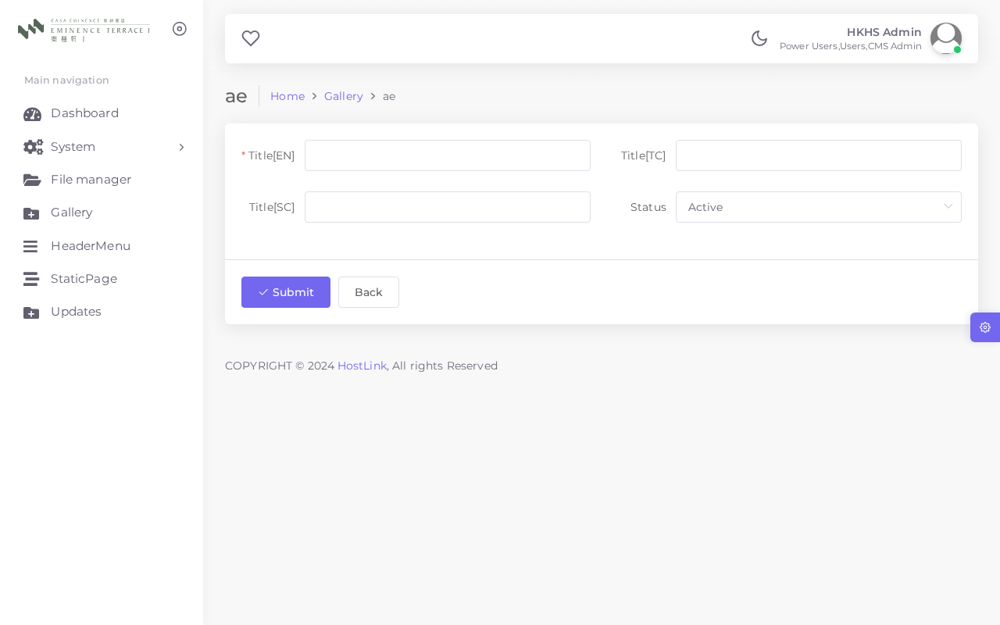 CASA EMINENCE
EMINENCE TERRACE I
Main navigation
Dashboard
System
File manager
Gallery
HeaderMenu
StaticPage
Updates
HKHS Admin
Power Users,Users,CMS Admin
ae
Home > Gallery > ae
* Title[EN]
Title[TC]
Title[SC]
Status Active
Submit
Back
COPYRIGHT © 2024 HostLink, All rights Reserved